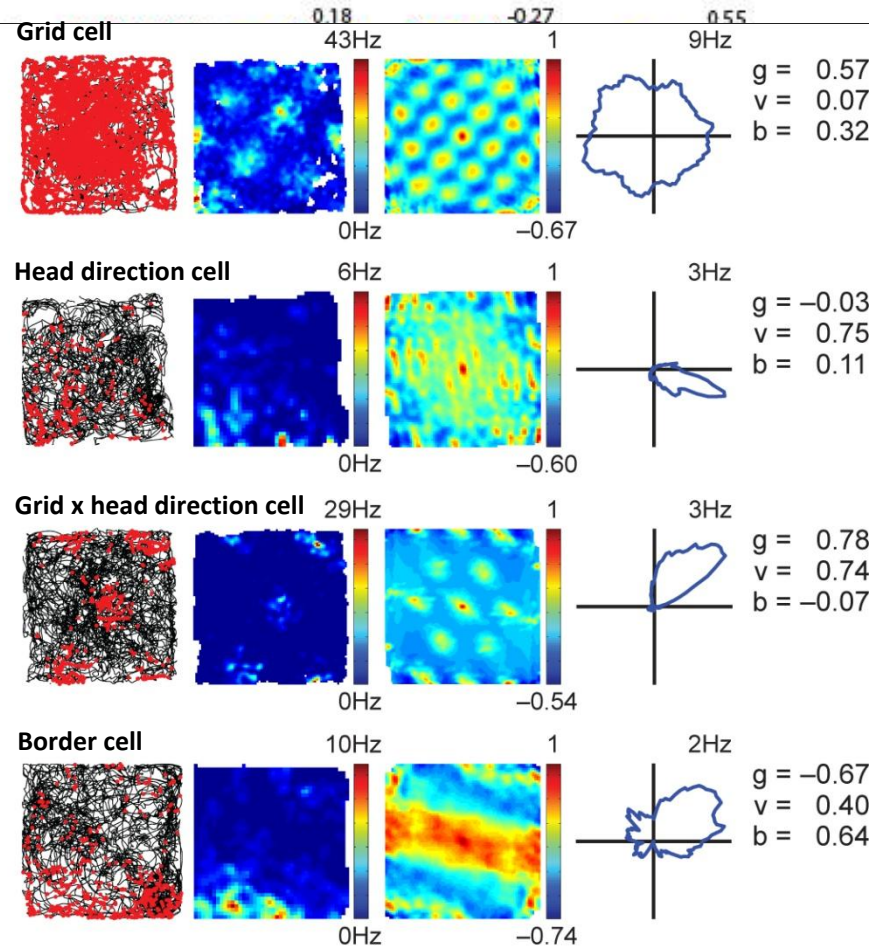 0.18 -0.27 0.55
Grid cell
43Hz 1 9Hz
g = 0.57
v = 0.07
b = 0.32
0Hz –0.67
Head direction cell
6Hz 1 3Hz
g = –0.03
v = 0.75
b = 0.11
0Hz –0.60
Grid x head direction cell
29Hz 1 3Hz
g = 0.78
v = 0.74
b = –0.07
0Hz –0.54
Border cell
10Hz 1 2Hz
g = –0.67
v = 0.40
b = 0.64
0Hz –0.74